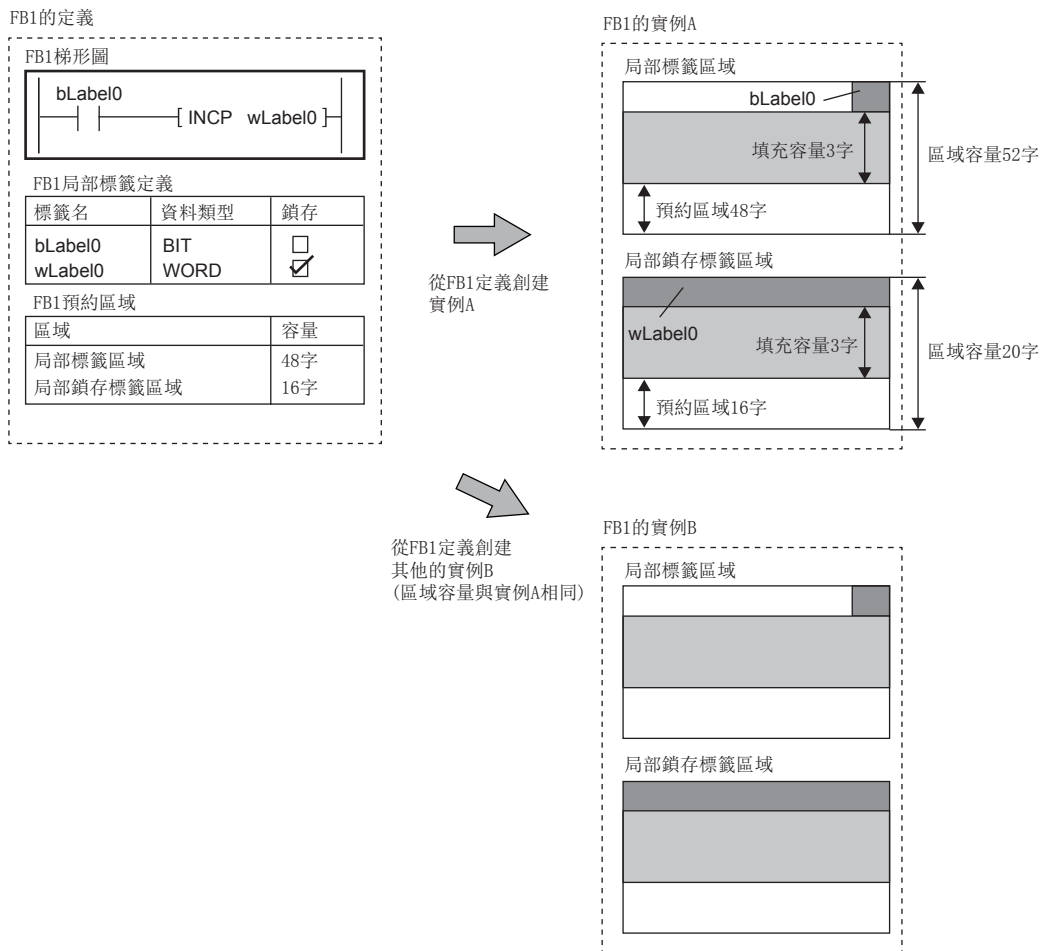 FB1的定義
FB1梯形圖
bLabel0
INCP wLabel0
FB1局部標籤定義
標籤名 資料類型 鎖存
bLabel0 BIT
wLabel0 WORD
FB1預約區域
區域 容量
局部標籤區域 48字
局部鎖存標籤區域 16字
從FB1定義創建
實例A
FB1的實例A
局部標籤區域
bLabel0
填充容量3字
區域容量52字
預約區域48字
局部鎖存標籤區域
wLabel0
填充容量3字
區域容量20字
預約區域16字
從FB1定義創建
其他的實例B
(區域容量與實例A相同)
FB1的實例B
局部標籤區域
局部鎖存標籤區域